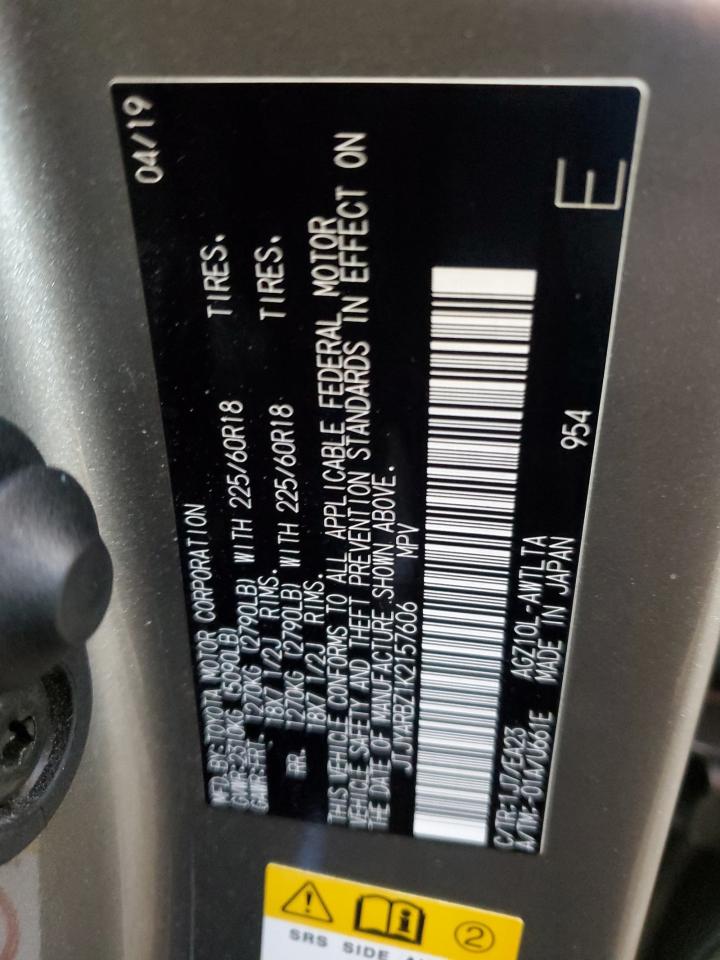 MFD. BY: TOYOTA MOTOR CORPORATION 04/19
GVWR: 2310KG (5090LB)
GAWR: FRT. 1270KG (2790LB) WITH 225/60R18 TIRES.
18X7 1/2J RIMS.
RR. 1270KG (2790LB) WITH 225/60R18 TIRES.
18X7 1/2J RIMS.
THIS VEHICLE CONFORMS TO ALL APPLICABLE FEDERAL MOTOR
VEHICLE SAFETY AND THEFT PREVENTION STANDARDS IN EFFECT ON
THE DATE OF MANUFACTURE SHOWN ABOVE.
JTJYARBZ1K2157606 MPV
C/TR: 1J7/EK23 AGZ10L-AWTLTA 954 E
A/TM: -01A/U661E MADE IN JAPAN
2
SRS SIDE